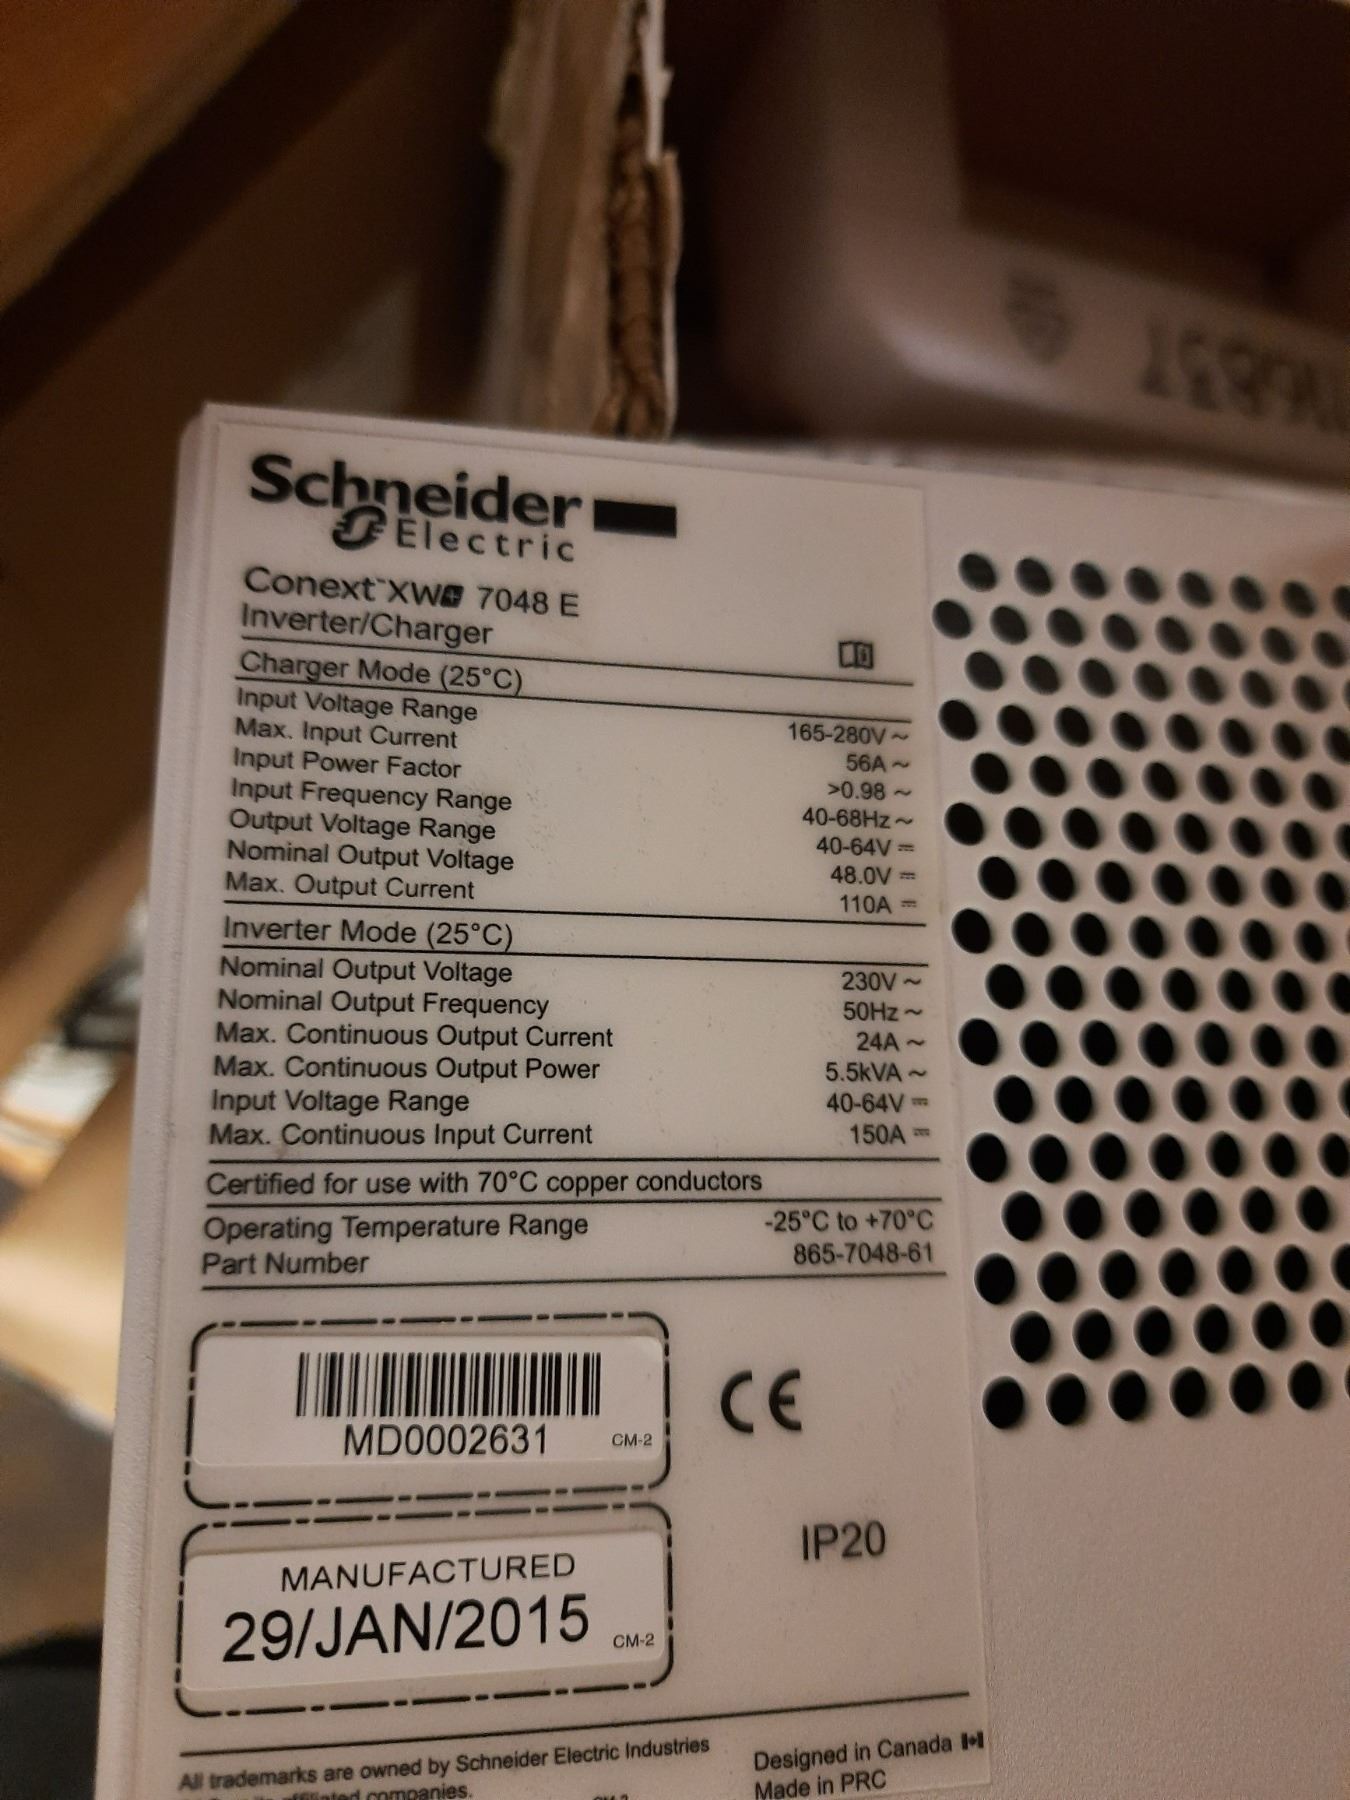 Schneider
Electric
Conext™ XW+ 7048 E
Inverter/Charger
Charger Mode (25°C)
Input Voltage Range 165-280V ~
Max. Input Current 56A ~
Input Power Factor >0.98 ~
Input Frequency Range 40-68Hz ~
Output Voltage Range 40-64V ⎓
Nominal Output Voltage 48.0V ⎓
Max. Output Current 110A ⎓
Inverter Mode (25°C)
Nominal Output Voltage 230V ~
Nominal Output Frequency 50Hz ~
Max. Continuous Output Current 24A ~
Max. Continuous Output Power 5.5kVA ~
Input Voltage Range 40-64V ⎓
Max. Continuous Input Current 150A ⎓
Certified for use with 70°C copper conductors
Operating Temperature Range -25°C to +70°C
Part Number 865-7048-61
MD0002631 CM-2
CE
IP20
MANUFACTURED
29/JAN/2015 CM-2
All trademarks are owned by Schneider Electric Industries
affiliated companies.
Designed in Canada
Made in PRC